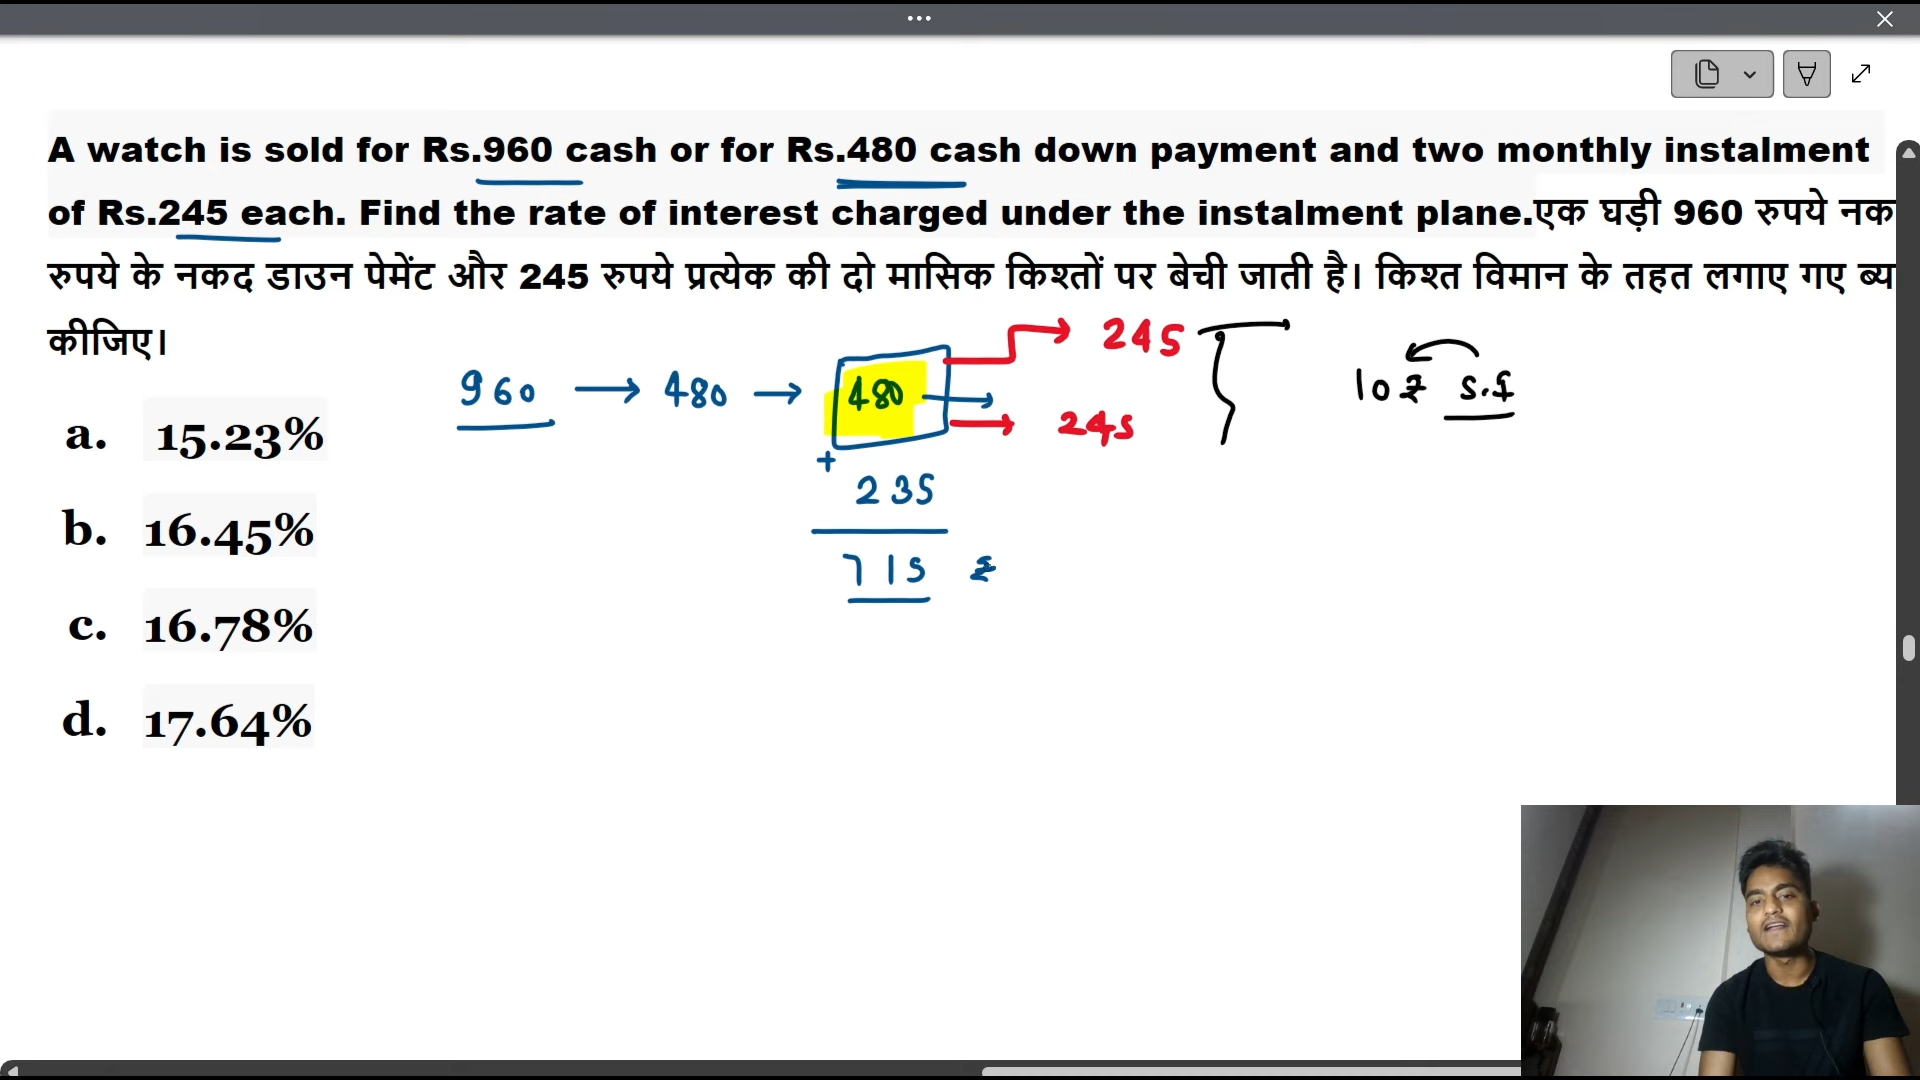 A watch is sold for Rs.960 cash or for Rs.480 cash down payment and two monthly instalment
of Rs.245 each. Find the rate of interest charged under the instalment plane.एक घड़ी 960 रुपये नक
रुपये के नकद डाउन पेमेंट और 245 रुपये प्रत्येक की दो मासिक किश्तों पर बेची जाती है। किश्त विमान के तहत लगाए गए ब्य
कीजिए।
960 → 480 → 480
→ 245
→ 245
10₹ S.I
+ 235
715 ₹
a. 15.23%
b. 16.45%
c. 16.78%
d. 17.64%